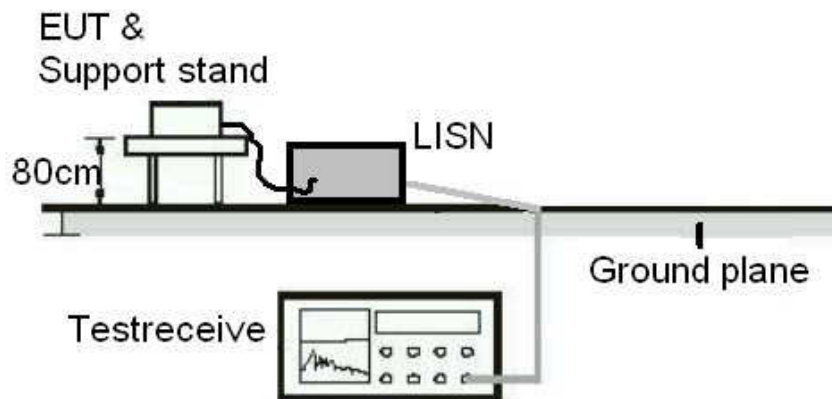 EUT &
Support stand
LISN
80cm
Ground plane
Testreceive